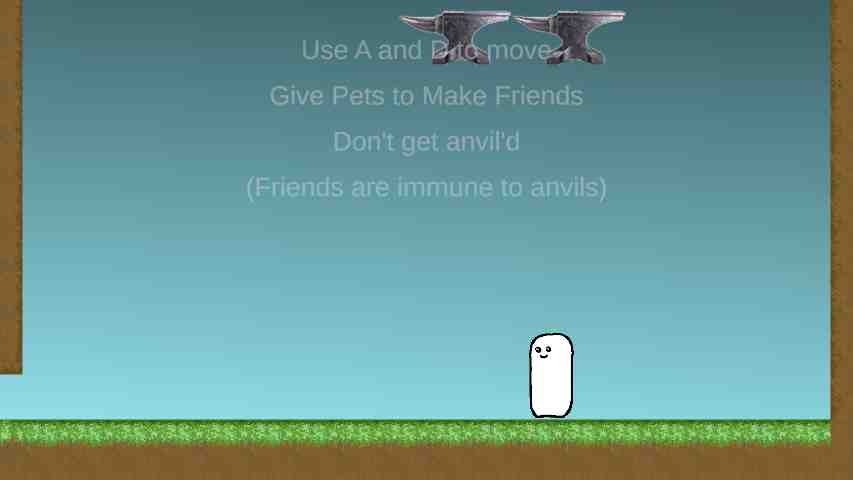 Use A and D to move
Give Pets to Make Friends
Don't get anvil'd
(Friends are immune to anvils)